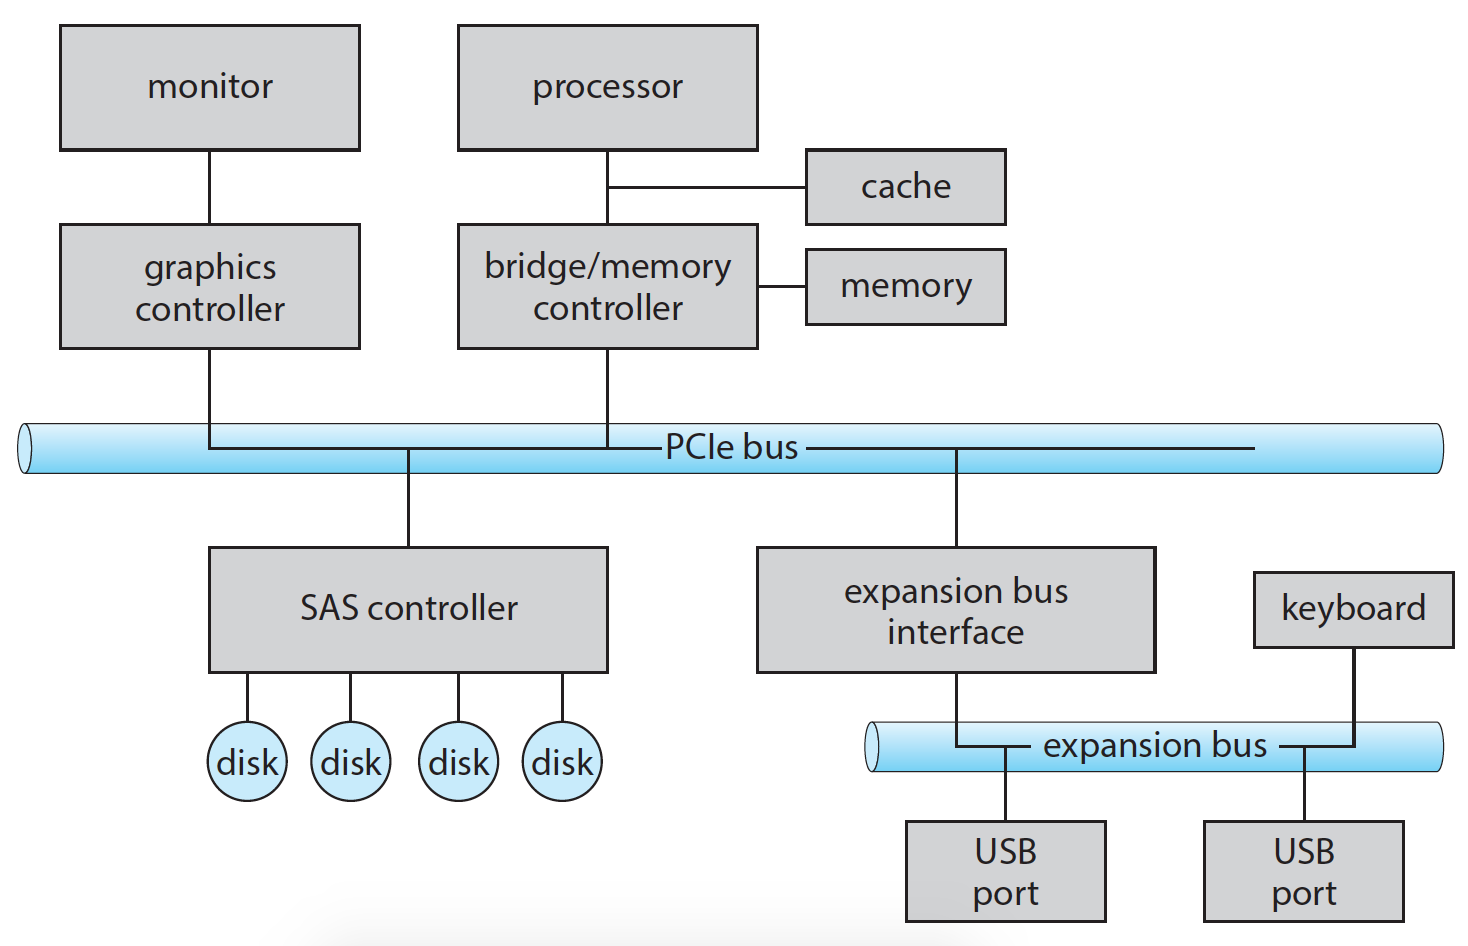 monitor
processor
cache
graphics
controller
bridge/memory
controller
memory
PCIe bus
SAS controller
expansion bus
interface
keyboard
disk
disk
disk
disk
expansion bus
USB
port
USB
port